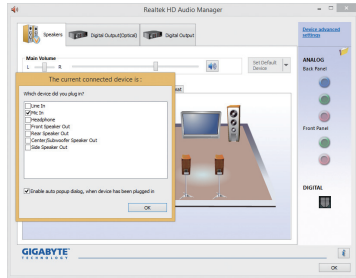 Realtek HD Audio Manager
Speakers
Digital Output(Optical)
Digital Output
Device advanced
settings
Main Volume
L
R
Set Default
Device
ANALOG
Back Panel
The current connected device is :
Which device did you plug in?
Line In
Mic In
Headphone
Front Speaker Out
Rear Speaker Out
Center/Subwoofer Speaker Out
Side Speaker Out
Front Panel
Enable auto popup dialog, when device has been plugged in
OK
DIGITAL
GIGABYTE
TECHNOLOGY
OK